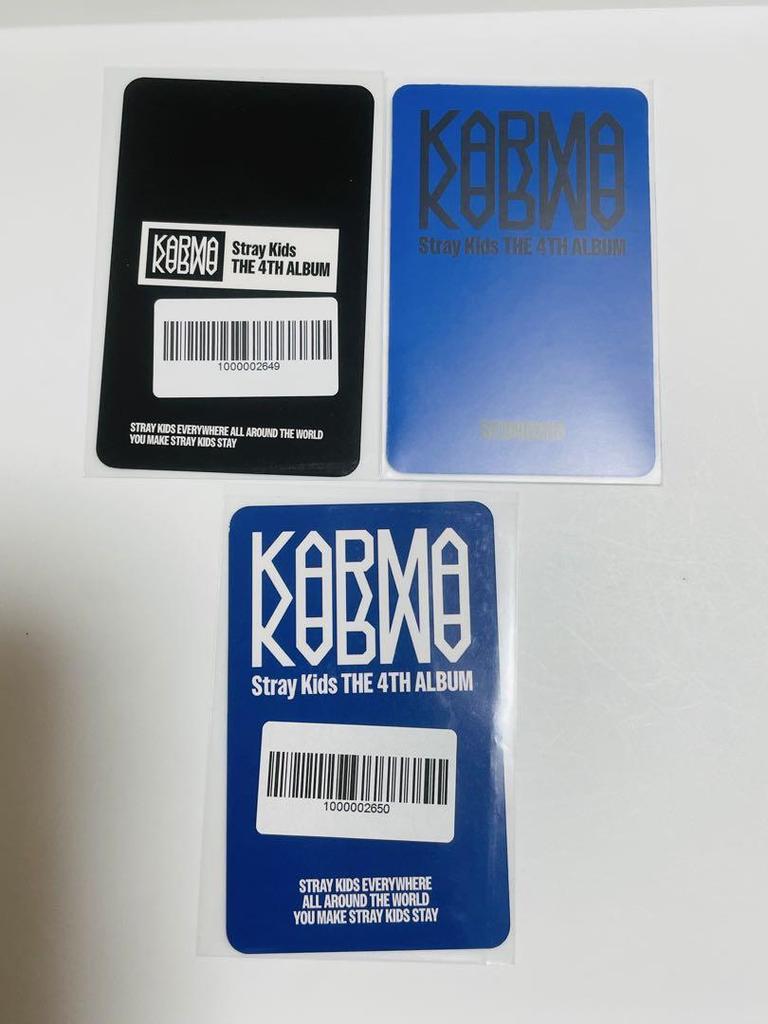 KARMA
Stray Kids
THE 4TH ALBUM
1000002649
STRAY KIDS EVERYWHERE ALL AROUND THE WORLD
YOU MAKE STRAY KIDS STAY
KARMA
Stray Kids THE 4TH ALBUM
KARMA
Stray Kids THE 4TH ALBUM
1000002650
STRAY KIDS EVERYWHERE
ALL AROUND THE WORLD
YOU MAKE STRAY KIDS STAY